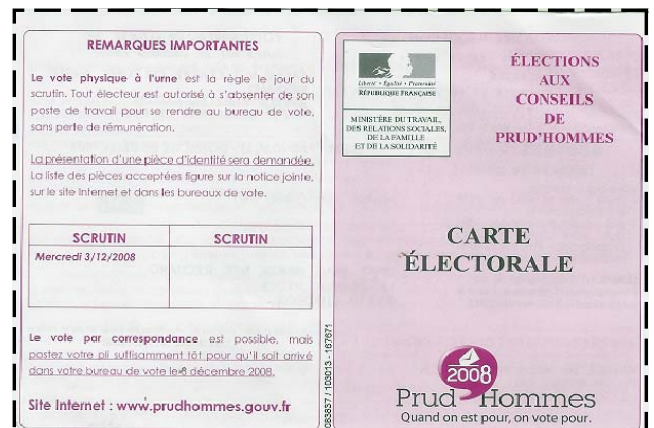 REMARQUES IMPORTANTES
Le vote physique à l'urne est la règle le jour du
scrutin. Tout électeur est autorisé à s'absenter de son
poste de travail pour se rendre au bureau de vote,
sans perte de rémunération.
La présentation d'une pièce d'identité sera demandée.
La liste des pièces acceptées figure sur la notice jointe,
sur le site Internet et dans les bureaux de vote.
SCRUTIN SCRUTIN
Mercredi 3/12/2008
Le vote par correspondance est possible, mais
postez votre pli suffisamment tôt pour qu'il soit arrivé
dans votre bureau de vote le décembre 2008.
Site Internet : www.prudhommes.gouv.fr
083837 / 103013 - 167671
Liberté • Égalité • Fraternité
RÉPUBLIQUE FRANÇAISE
MINISTÈRE DU TRAVAIL,
DES RELATIONS SOCIALES,
DE LA FAMILLE
ET DE LA SOLIDARITÉ
ÉLECTIONS
AUX
CONSEILS
DE
PRUD'HOMMES
CARTE
ÉLECTORALE
2008
Prud Hommes
Quand on est pour, on vote pour.